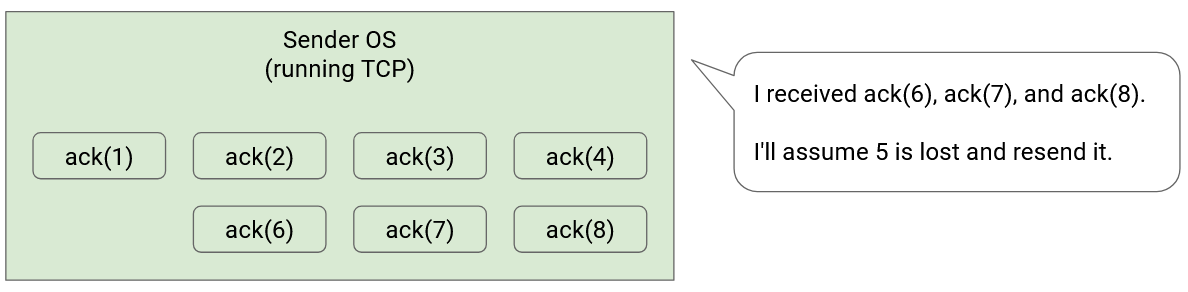 Sender OS
(running TCP)
I received ack(6), ack(7), and ack(8).
I'll assume 5 is lost and resend it.
ack(1) ack(2) ack(3) ack(4)
ack(6) ack(7) ack(8)